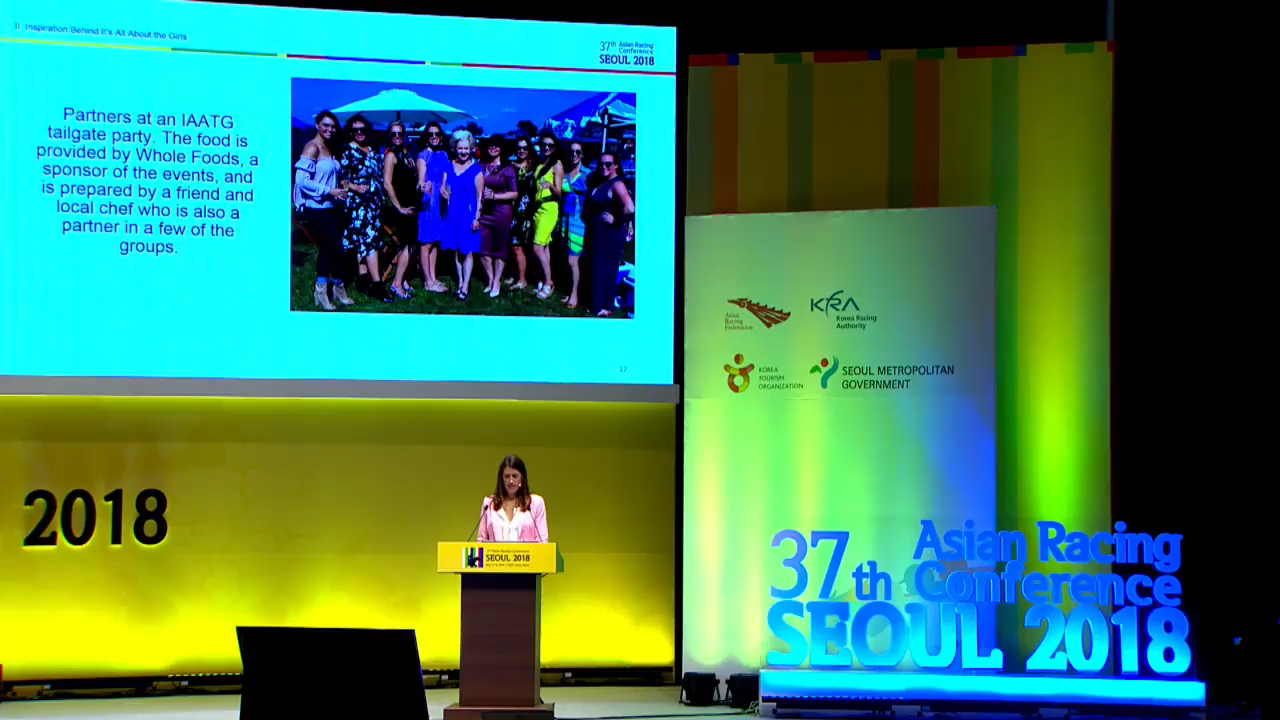 II. Inspiration Behind It's All About the Girls
37th Asian Racing
Conference
SEOUL 2018
Partners at an IAATG
tailgate party. The food is
provided by Whole Foods, a
sponsor of the events, and
is prepared by a friend and
local chef who is also a
partner in a few of the
groups.
17
2018
SEOUL 2018
Asian
Racing
Federation
KRA
Korea Racing
Authority
KOREA
TOURISM
ORGANIZATION
SEOUL METROPOLITAN
GOVERNMENT
37th Asian Racing
Conference
SEOUL 2018